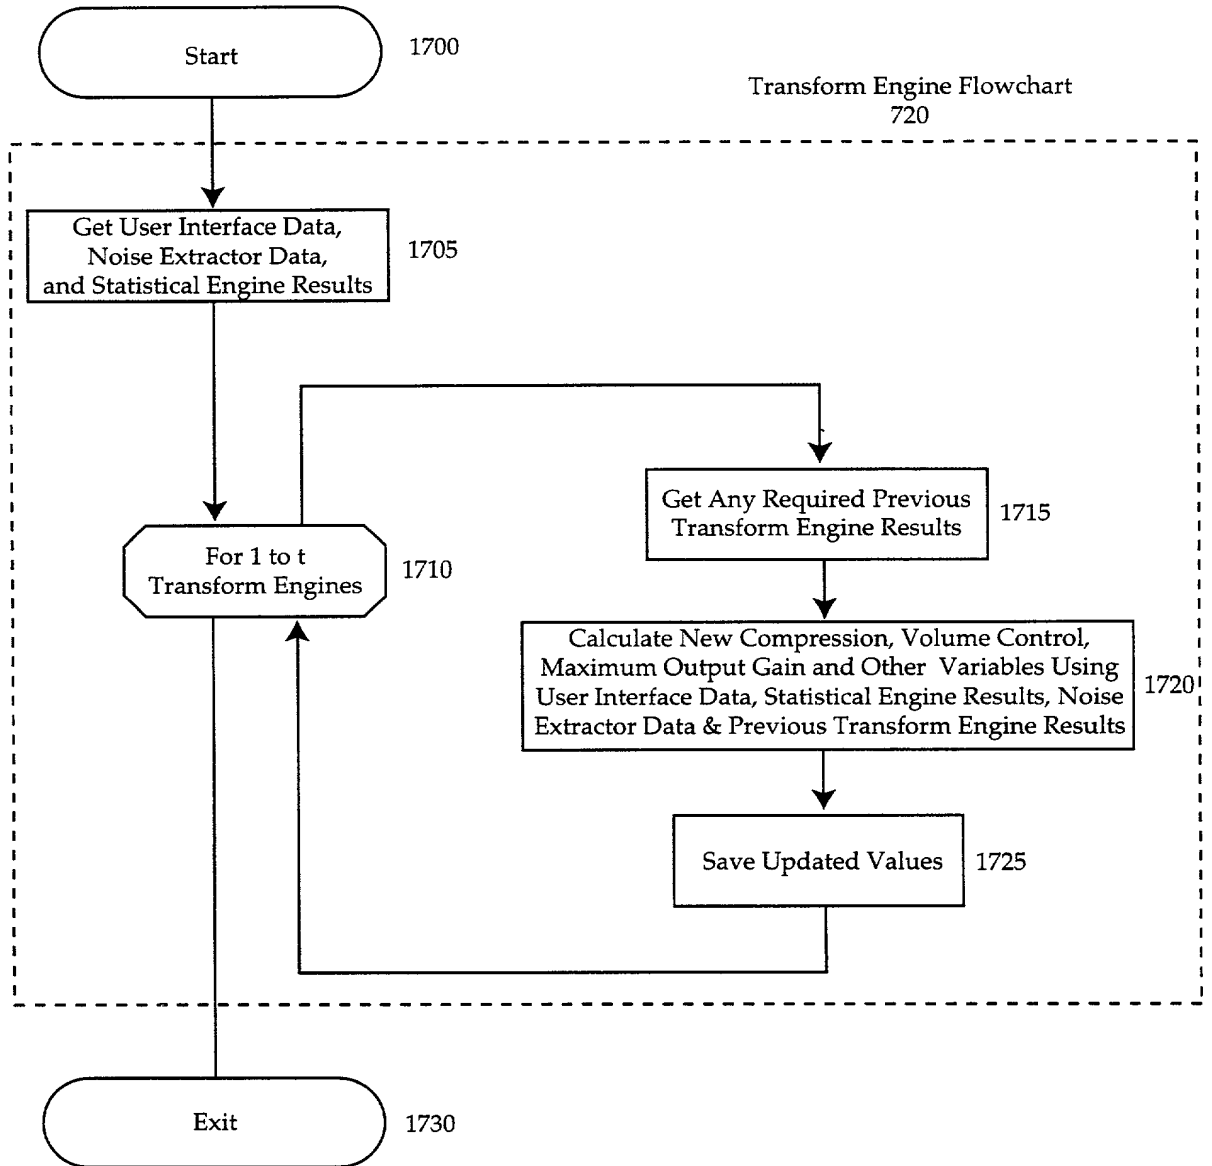 Start
1700
Transform Engine Flowchart
720
Get User Interface Data,
Noise Extractor Data,
and Statistical Engine Results
1705
For 1 to t
Transform Engines
1710
Get Any Required Previous
Transform Engine Results
1715
Calculate New Compression, Volume Control,
Maximum Output Gain and Other Variables Using
User Interface Data, Statistical Engine Results, Noise
Extractor Data & Previous Transform Engine Results
1720
Save Updated Values
1725
Exit
1730